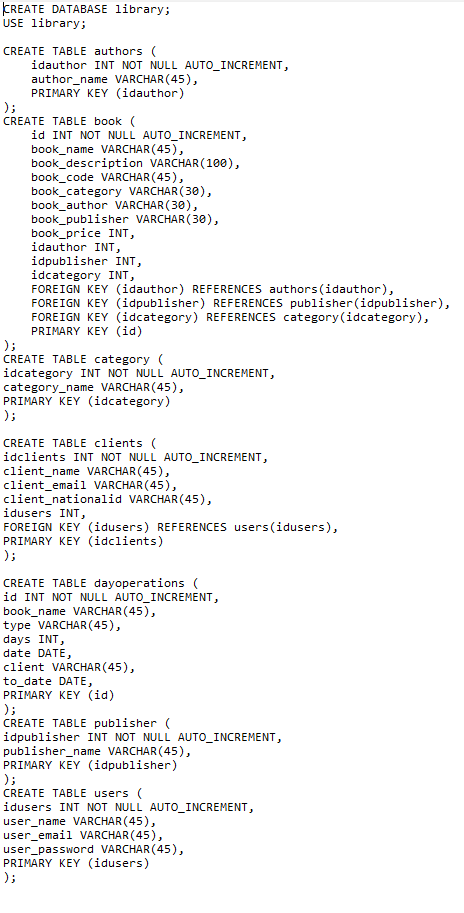 CREATE DATABASE library;
USE library;

CREATE TABLE authors (
    idauthor INT NOT NULL AUTO_INCREMENT,
    author_name VARCHAR(45),
    PRIMARY KEY (idauthor)
);
CREATE TABLE book (
    id INT NOT NULL AUTO_INCREMENT,
    book_name VARCHAR(45),
    book_description VARCHAR(100),
    book_code VARCHAR(45),
    book_category VARCHAR(30),
    book_author VARCHAR(30),
    book_publisher VARCHAR(30),
    book_price INT,
    idauthor INT,
    idpublisher INT,
    idcategory INT,
    FOREIGN KEY (idauthor) REFERENCES authors(idauthor),
    FOREIGN KEY (idpublisher) REFERENCES publisher(idpublisher),
    FOREIGN KEY (idcategory) REFERENCES category(idcategory),
    PRIMARY KEY (id)
);
CREATE TABLE category (
idcategory INT NOT NULL AUTO_INCREMENT,
category_name VARCHAR(45),
PRIMARY KEY (idcategory)
);

CREATE TABLE clients (
idclients INT NOT NULL AUTO_INCREMENT,
client_name VARCHAR(45),
client_email VARCHAR(45),
client_nationalid VARCHAR(45),
idusers INT,
FOREIGN KEY (idusers) REFERENCES users(idusers),
PRIMARY KEY (idclients)
);

CREATE TABLE dayoperations (
id INT NOT NULL AUTO_INCREMENT,
book_name VARCHAR(45),
type VARCHAR(45),
days INT,
date DATE,
client VARCHAR(45),
to_date DATE,
PRIMARY KEY (id)
);
CREATE TABLE publisher (
idpublisher INT NOT NULL AUTO_INCREMENT,
publisher_name VARCHAR(45),
PRIMARY KEY (idpublisher)
);
CREATE TABLE users (
idusers INT NOT NULL AUTO_INCREMENT,
user_name VARCHAR(45),
user_email VARCHAR(45),
user_password VARCHAR(45),
PRIMARY KEY (idusers)
);